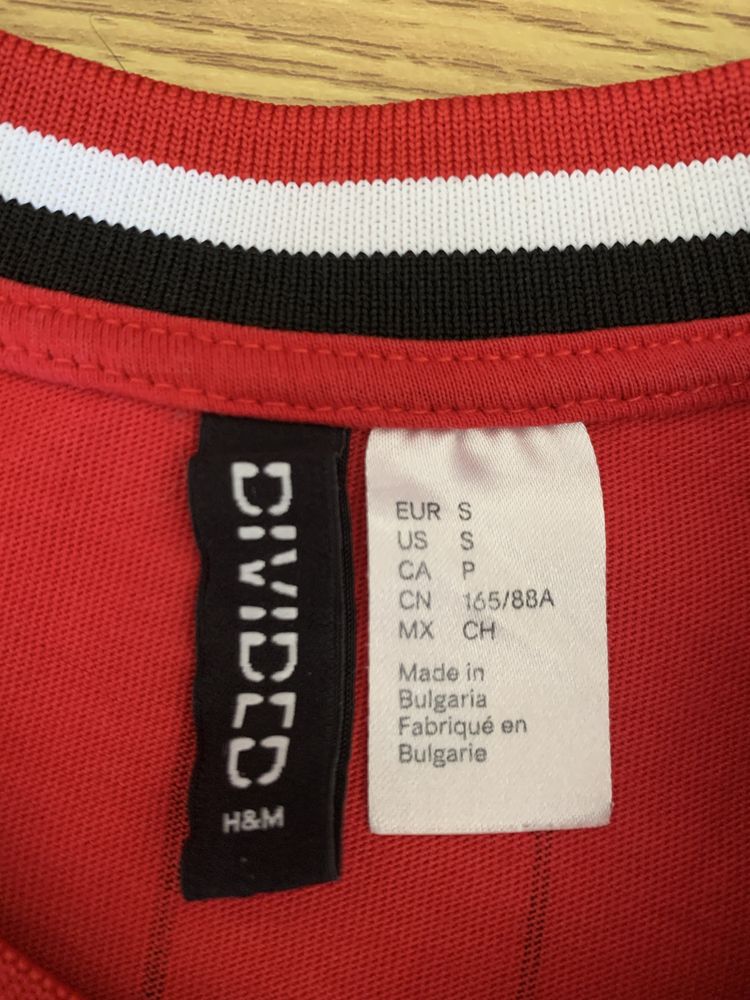 DIVIDED
H&M
EUR S
US S
CA P
CN 165/88A
MX CH
Made in
Bulgaria
Fabriqué en
Bulgarie